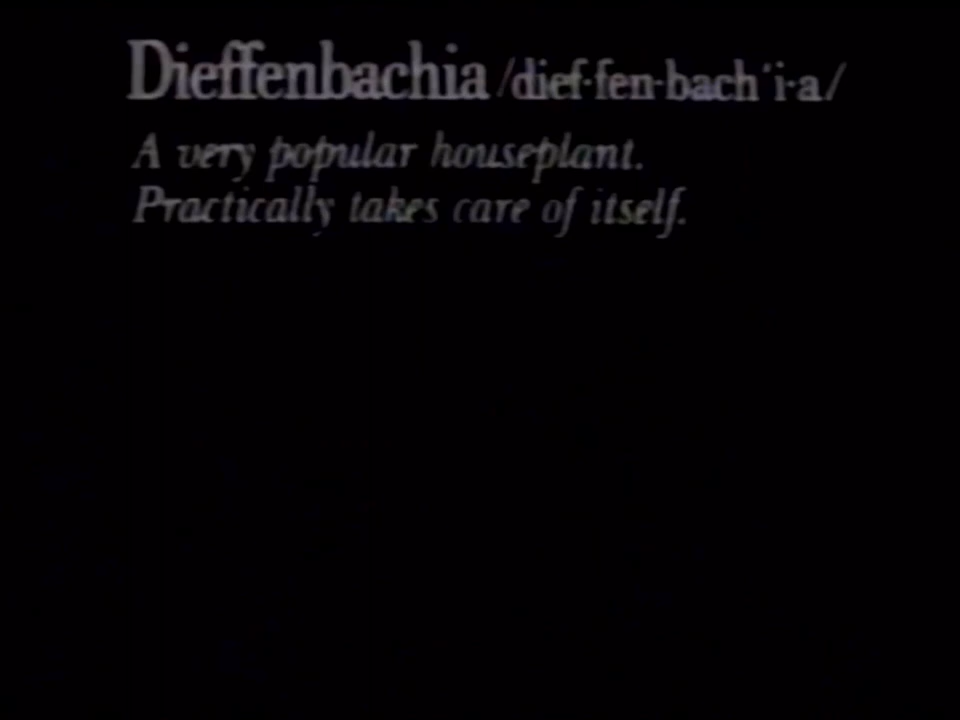 Dieffenbachia /dief·fen·bach´i·a/
A very popular houseplant.
Practically takes care of itself.